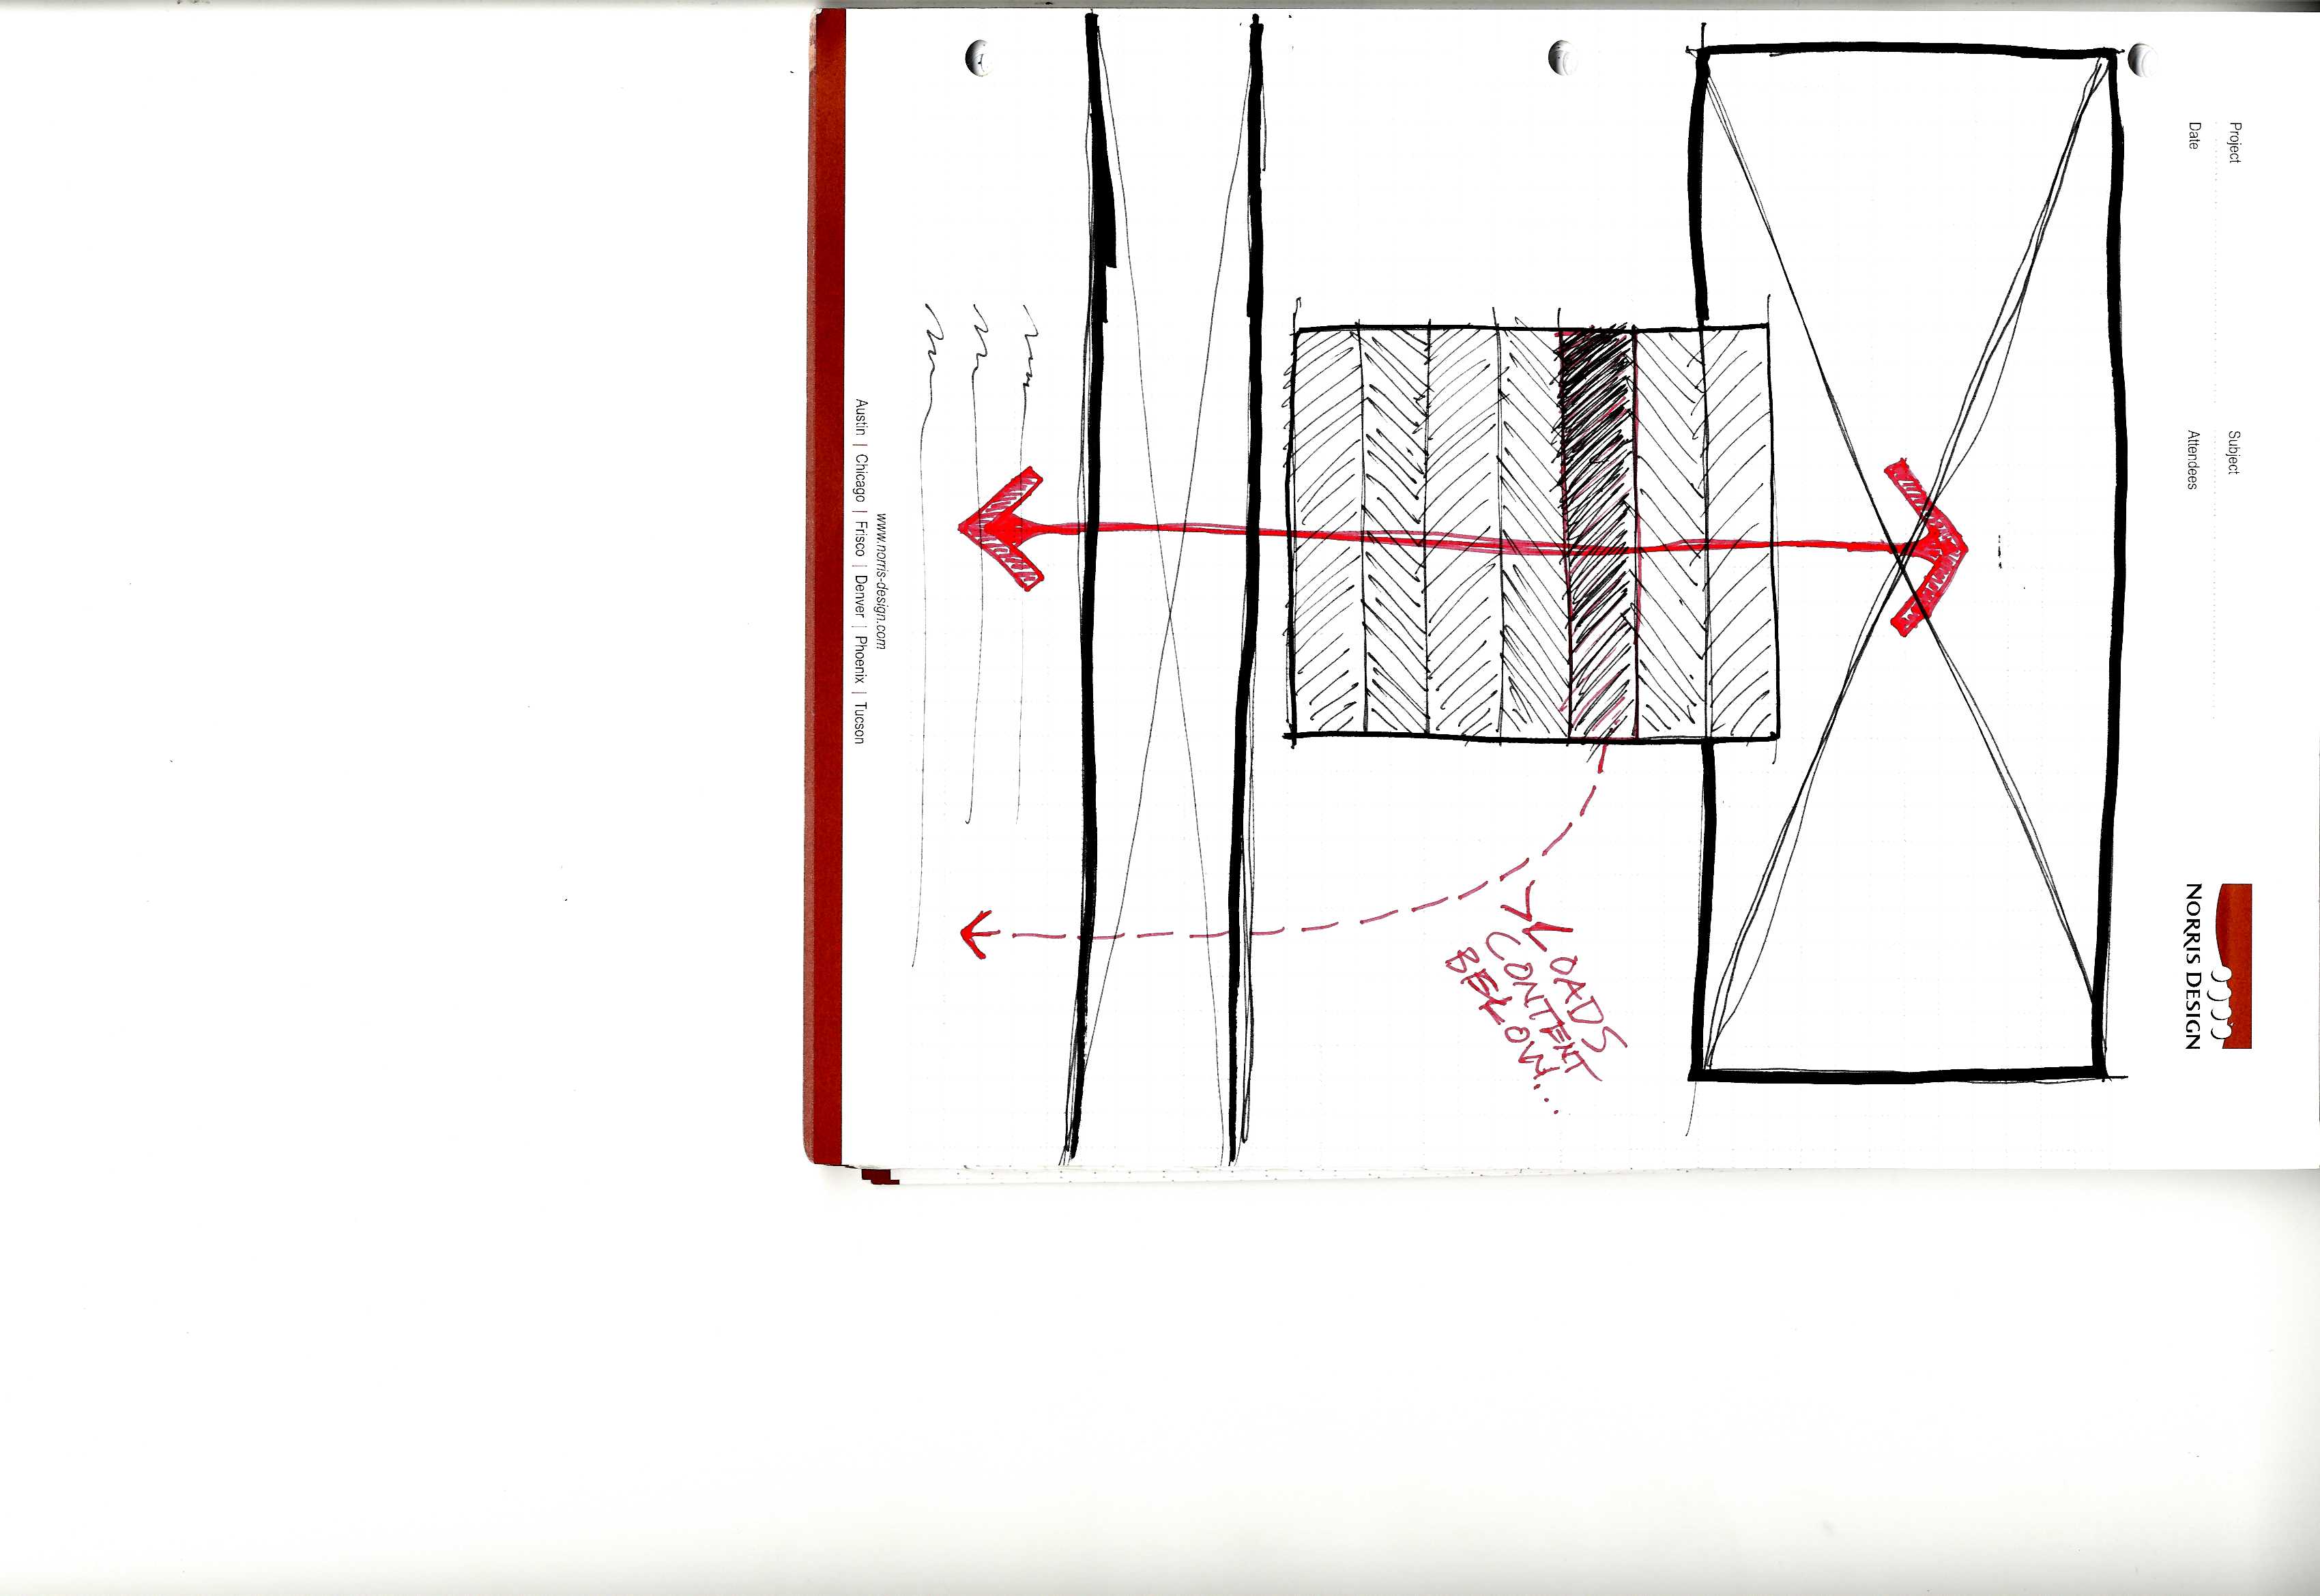 Project
Subject
Date
Attendees
NORRIS DESIGN
LOADS
CONTENT
BELOW...
www.norris-design.com
Austin | Chicago | Frisco | Denver | Phoenix | Tucson